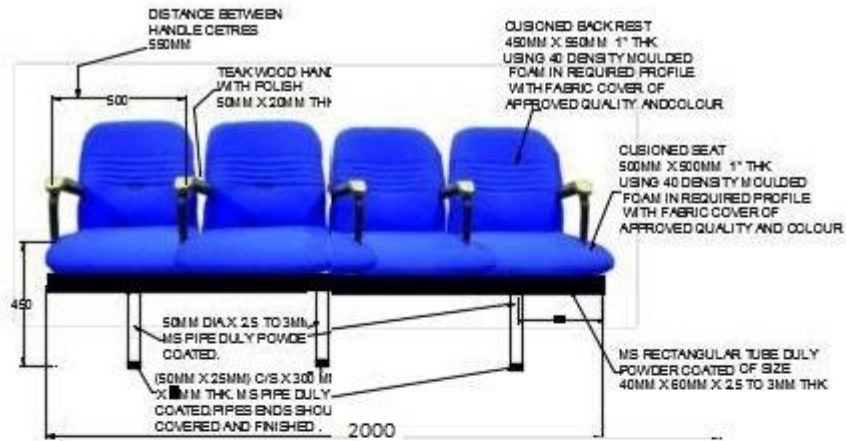 DISTANCE BETWEEN
HANDLE CETRES
550MM
500
TEAK WOOD HAND
WITH POLISH
50MM X 20MM THK
CUSIONED BACK REST
450MM X 550MM 1" THK
USING 40 DENSITY MOULDED
FOAM IN REQUIRED PROFILE
WITH FABRIC COVER OF
APPROVED QUALITY AND COLOUR
CUSIONED SEAT
500MM X 500MM 1" THK
USING 40 DENSITY MOULDED
FOAM IN REQUIRED PROFILE
WITH FABRIC COVER OF
APPROVED QUALITY AND COLOUR
450
50MM DIA X 2.5 TO 3MM
MS PIPE DULY POWDE
COATED.
(50MM X 25MM) C/S X 300
X MM THK. MS PIPE DULY
COATED.PIPES ENDS SHOU
COVERED AND FINISHED .
MS RECTANGULAR TUBE DULY
POWDER COATED OF SIZE
40MM X 60MM X 2.5 TO 3MM THK
2000